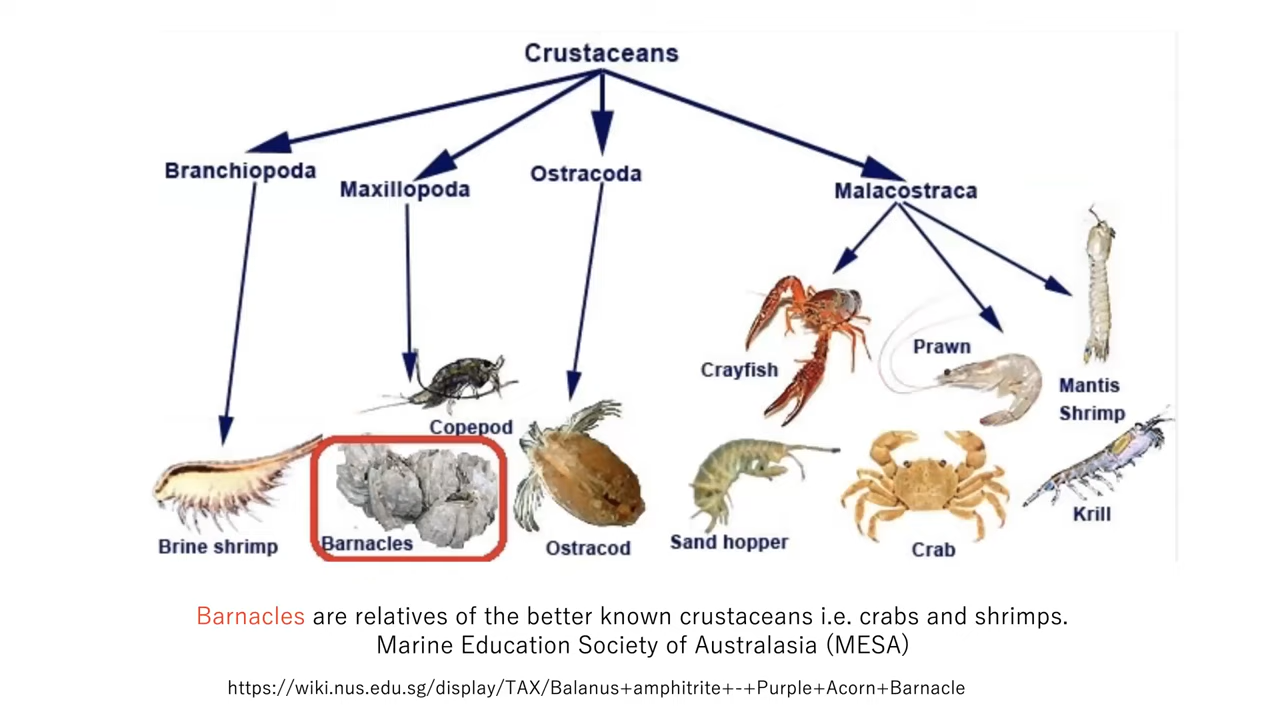 Crustaceans
Branchiopoda
Maxillopoda
Ostracoda
Malacostraca
Crayfish
Prawn
Mantis
Shrimp
Copepod
Brine shrimp
Barnacles
Ostracod
Sand hopper
Crab
Krill
Barnacles are relatives of the better known crustaceans i.e. crabs and shrimps.
Marine Education Society of Australasia (MESA)
https://wiki.nus.edu.sg/display/TAX/Balanus+amphitrite+-+Purple+Acorn+Barnacle